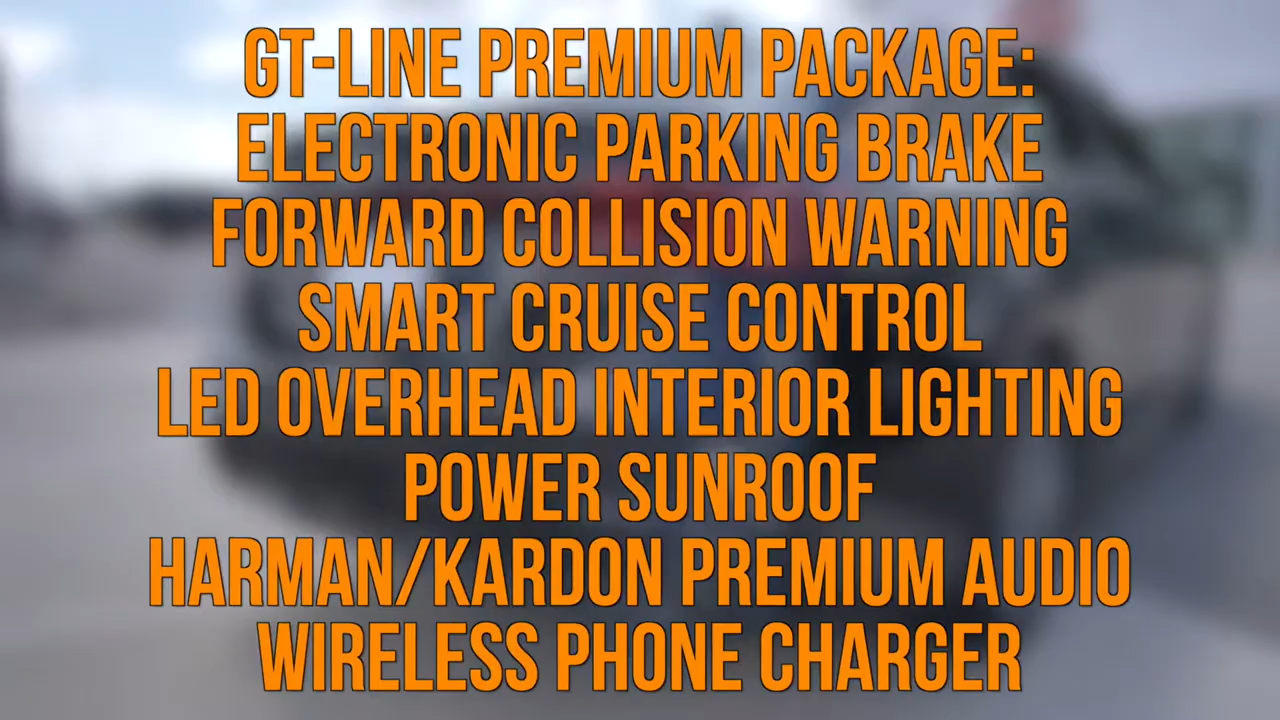 GT-LINE PREMIUM PACKAGE:
ELECTRONIC PARKING BRAKE
FORWARD COLLISION WARNING
SMART CRUISE CONTROL
LED OVERHEAD INTERIOR LIGHTING
POWER SUNROOF
HARMAN/KARDON PREMIUM AUDIO
WIRELESS PHONE CHARGER